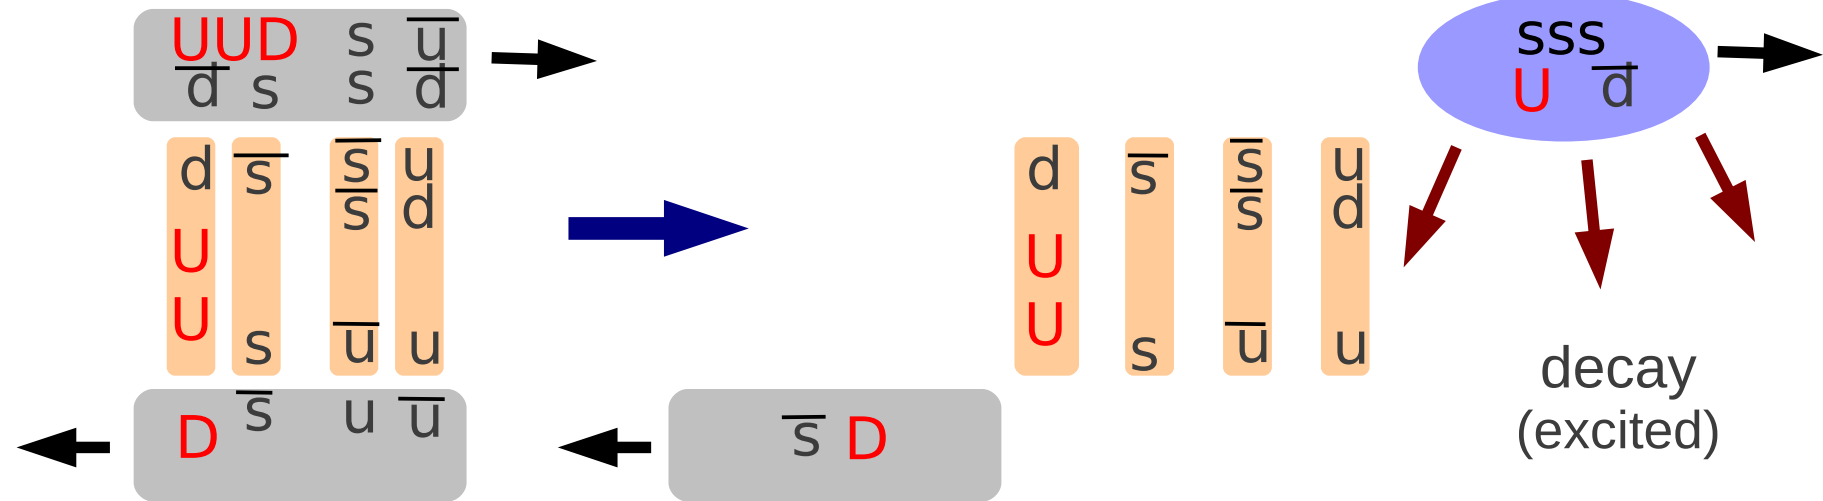 UUD s u̅
d̅ s s d̅
d s̅ s̅ u
s̅ d
U
U s u̅ u
D s̅ u u̅
s̅ D
d s̅ s̅ u
s̅ d
U
U s u̅ u
sss
U d̅
decay
(excited)